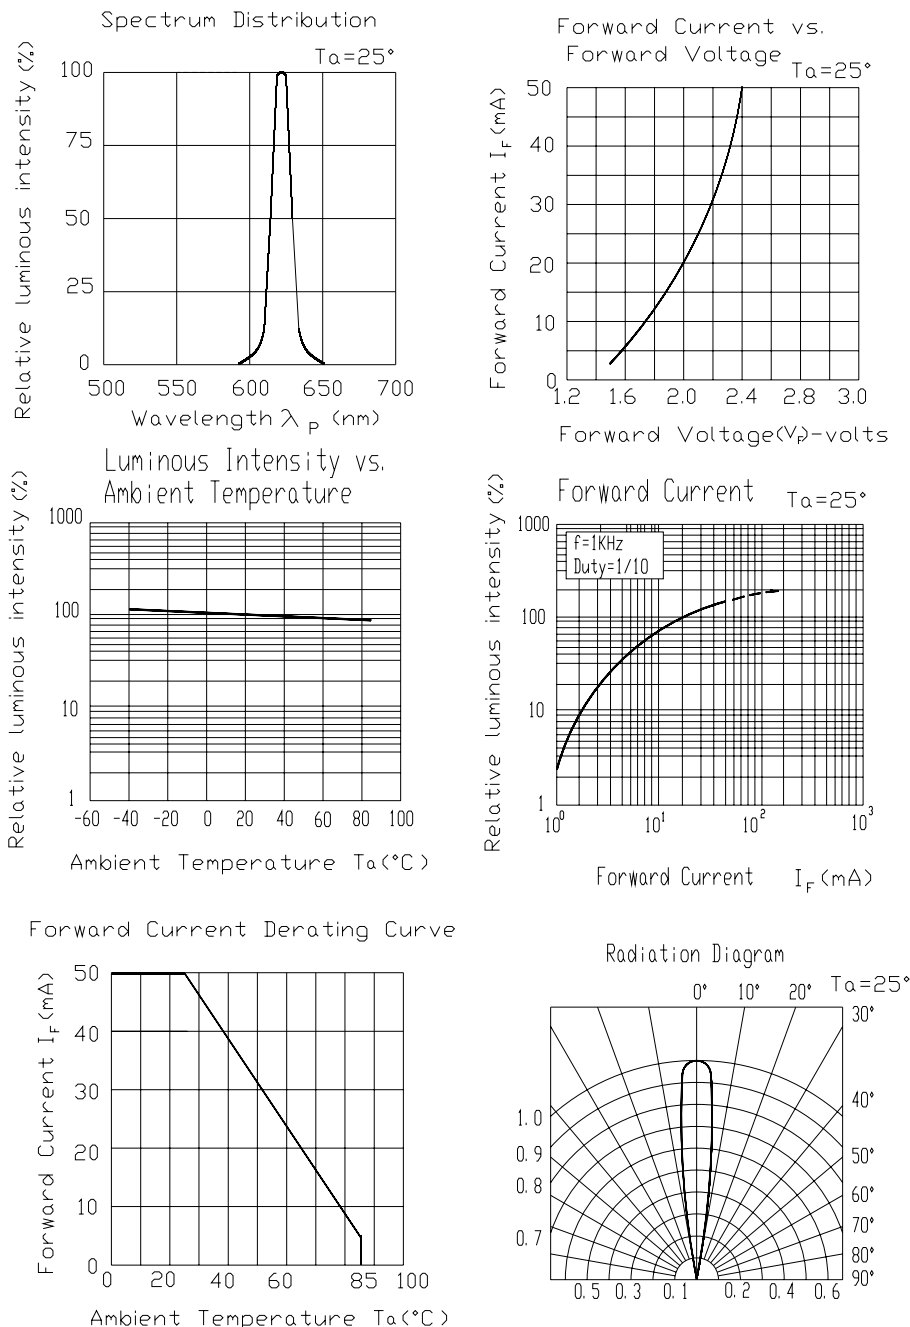 Spectrum Distribution
Ta=25°
Relative luminous intensity (%)
100
75
50
25
0
500 550 600 650 700
Wavelength λP (nm)
Forward Current vs.
Forward Voltage
Ta=25°
Forward Current IF (mA)
50
40
30
20
10
0
1.2 1.6 2.0 2.4 2.8 3.0
Forward Voltage(VF)-volts
Luminous Intensity vs.
Ambient Temperature
Relative luminous intensity (%)
1000
100
10
1
-60 -40 -20 0 20 40 60 80 100
Ambient Temperature Ta(°C)
Forward Current
Ta=25°
Relative luminous intensity (%)
f=1KHz
Duty=1/10
1000
100
10
1
10⁰ 10¹ 10² 10³
Forward Current IF (mA)
Forward Current Derating Curve
Forward Current IF (mA)
50
40
30
20
10
0
0 20 40 60 85 100
Ambient Temperature Ta(°C)
Radiation Diagram
Ta=25°
0° 10° 20° 30°
40°
50°
60°
70°
80°
90°
1.0
0.9
0.8
0.7
0.5 0.3 0.1 0.2 0.4 0.6